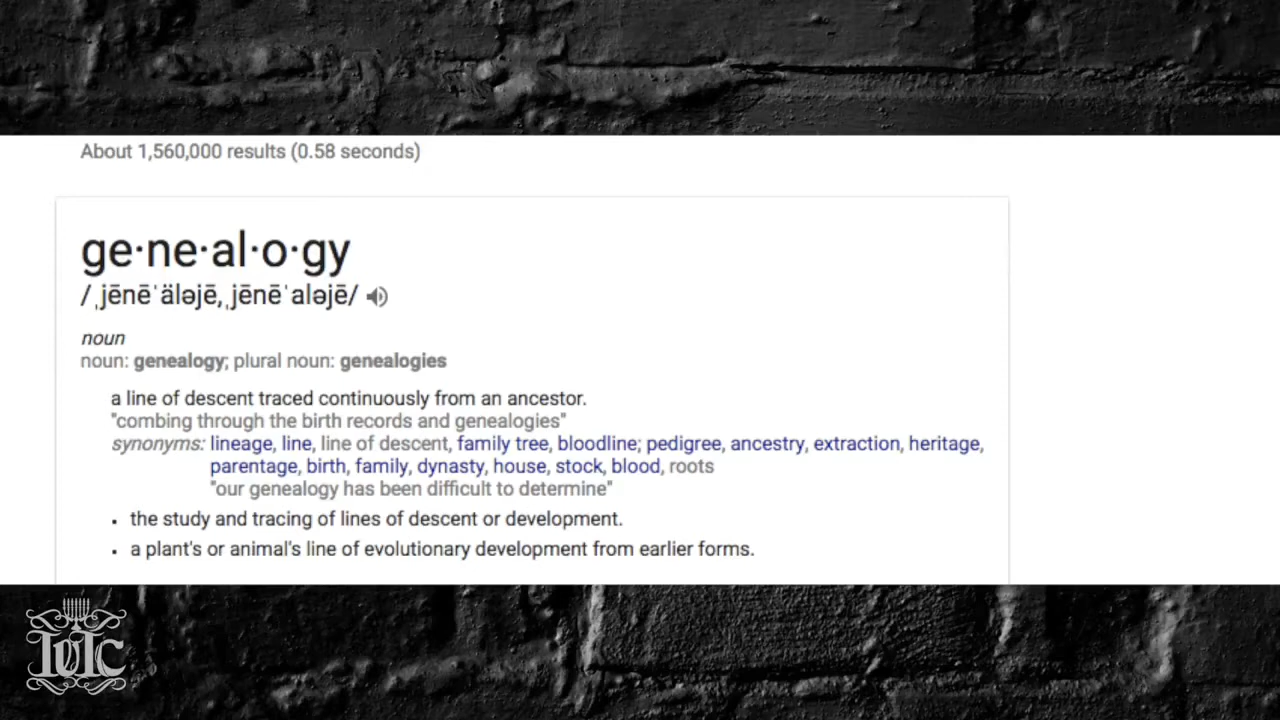 About 1,560,000 results (0.58 seconds)
ge·ne·al·o·gy
/ˌjēnēˈäləjē,ˌjēnēˈaləjē/
noun
noun: genealogy; plural noun: genealogies
a line of descent traced continuously from an ancestor.
"combing through the birth records and genealogies"
synonyms: lineage, line, line of descent, family tree, bloodline; pedigree, ancestry, extraction, heritage,
parentage, birth, family, dynasty, house, stock, blood, roots
"our genealogy has been difficult to determine"
• the study and tracing of lines of descent or development.
• a plant's or animal's line of evolutionary development from earlier forms.
IUIC